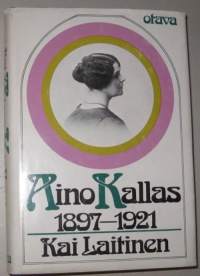 otava
Aino Kallas
1897–1921
Kai Laitinen